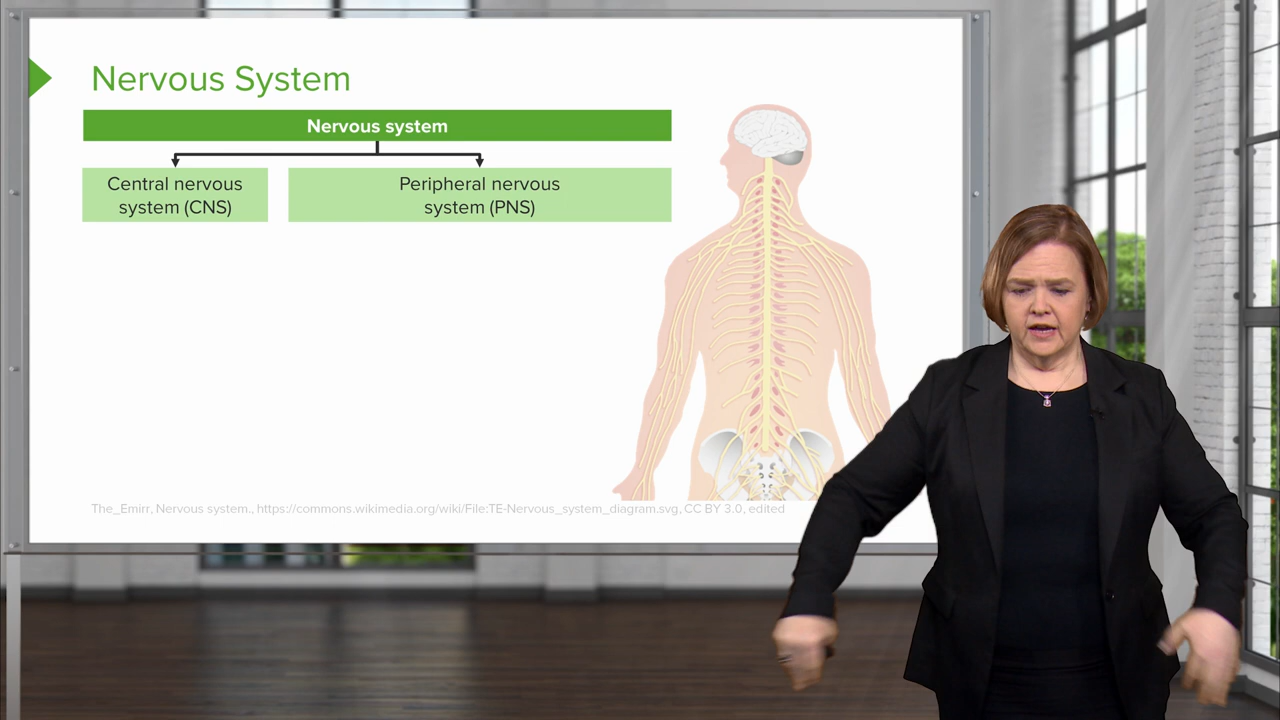 Nervous System
Nervous system
Central nervous
system (CNS)
Peripheral nervous
system (PNS)
The_Emirr, Nervous system., https://commons.wikimedia.org/wiki/File:TE-Nervous_system_diagram.svg, CC BY 3.0, edited